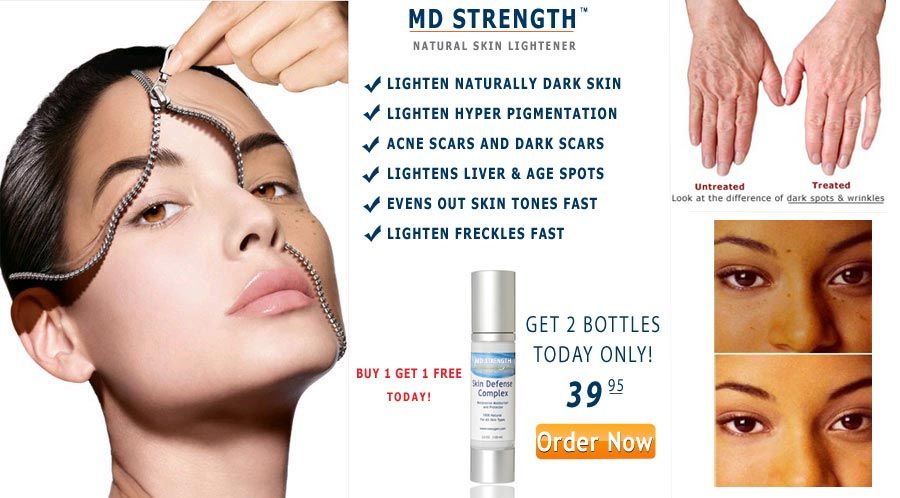 MD STRENGTH™
NATURAL SKIN LIGHTENER
LIGHTEN NATURALLY DARK SKIN
LIGHTEN HYPER PIGMENTATION
ACNE SCARS AND DARK SCARS
LIGHTENS LIVER & AGE SPOTS
EVENS OUT SKIN TONES FAST
LIGHTEN FRECKLES FAST
BUY 1 GET 1 FREE
TODAY!
MD STRENGTH
Skin Defense
Complex
GET 2 BOTTLES
TODAY ONLY!
39 95
Order Now
Untreated Treated
Look at the difference of dark spots & wrinkles